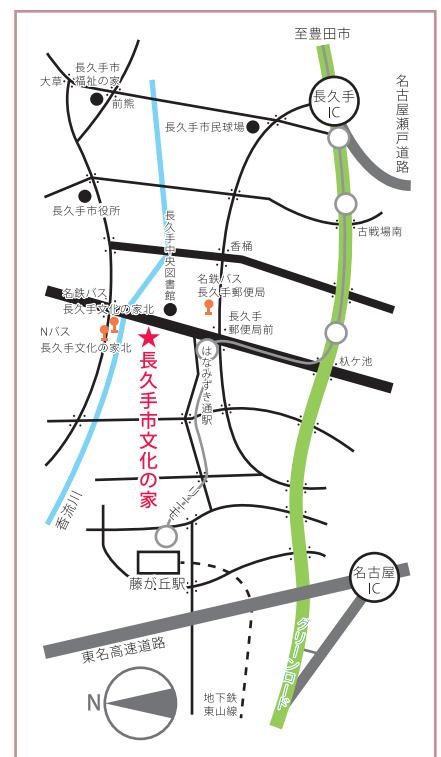 至豊田市
長久手市
福祉の家
大草
前熊
長久手
IC
名古屋瀬戸道路
長久手市民球場
長久手市役所
長久手中央図書館
古戦場南
香桶
名鉄バス
長久手文化の家北
名鉄バス
長久手郵便局
Nバス
長久手文化の家北
長久手
郵便局前
はなみずき通駅
杁ケ池
長久手市文化の家
香流川
リニモ
藤が丘駅
名古屋
IC
東名高速道路
グリーンロード
N
地下鉄
東山線